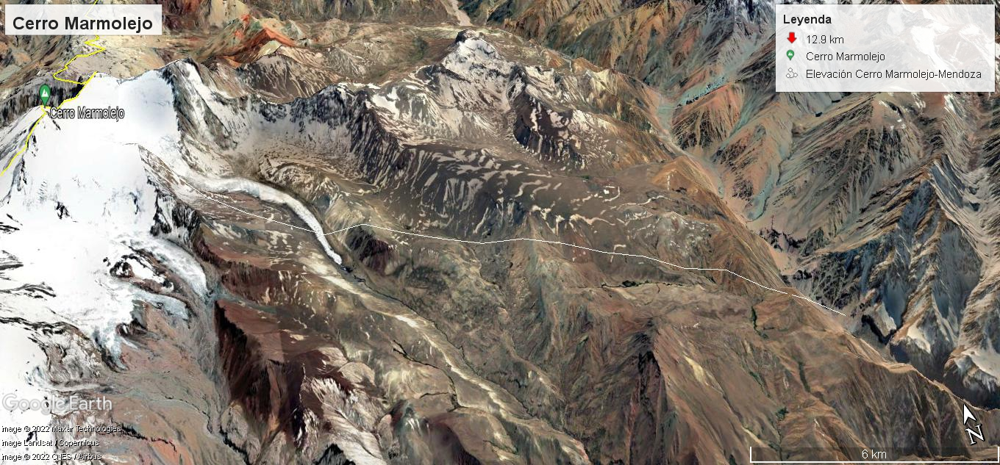 Cerro Marmolejo
Leyenda
12.9 km
Cerro Marmolejo
Elevación Cerro Marmolejo-Mendoza
Cerro Marmolejo
Google Earth
Image © 2022 Maxar Technologies
Image Landsat / Copernicus
Image © 2022 CNES / Airbus
N
6 km